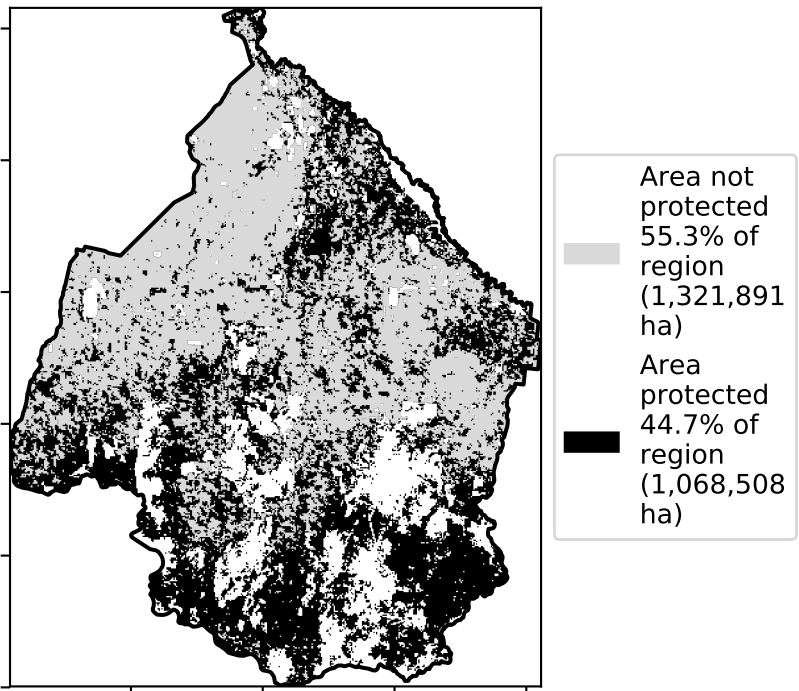 Area not
protected
55.3% of
region
(1,321,891
ha)
Area
protected
44.7% of
region
(1,068,508
ha)